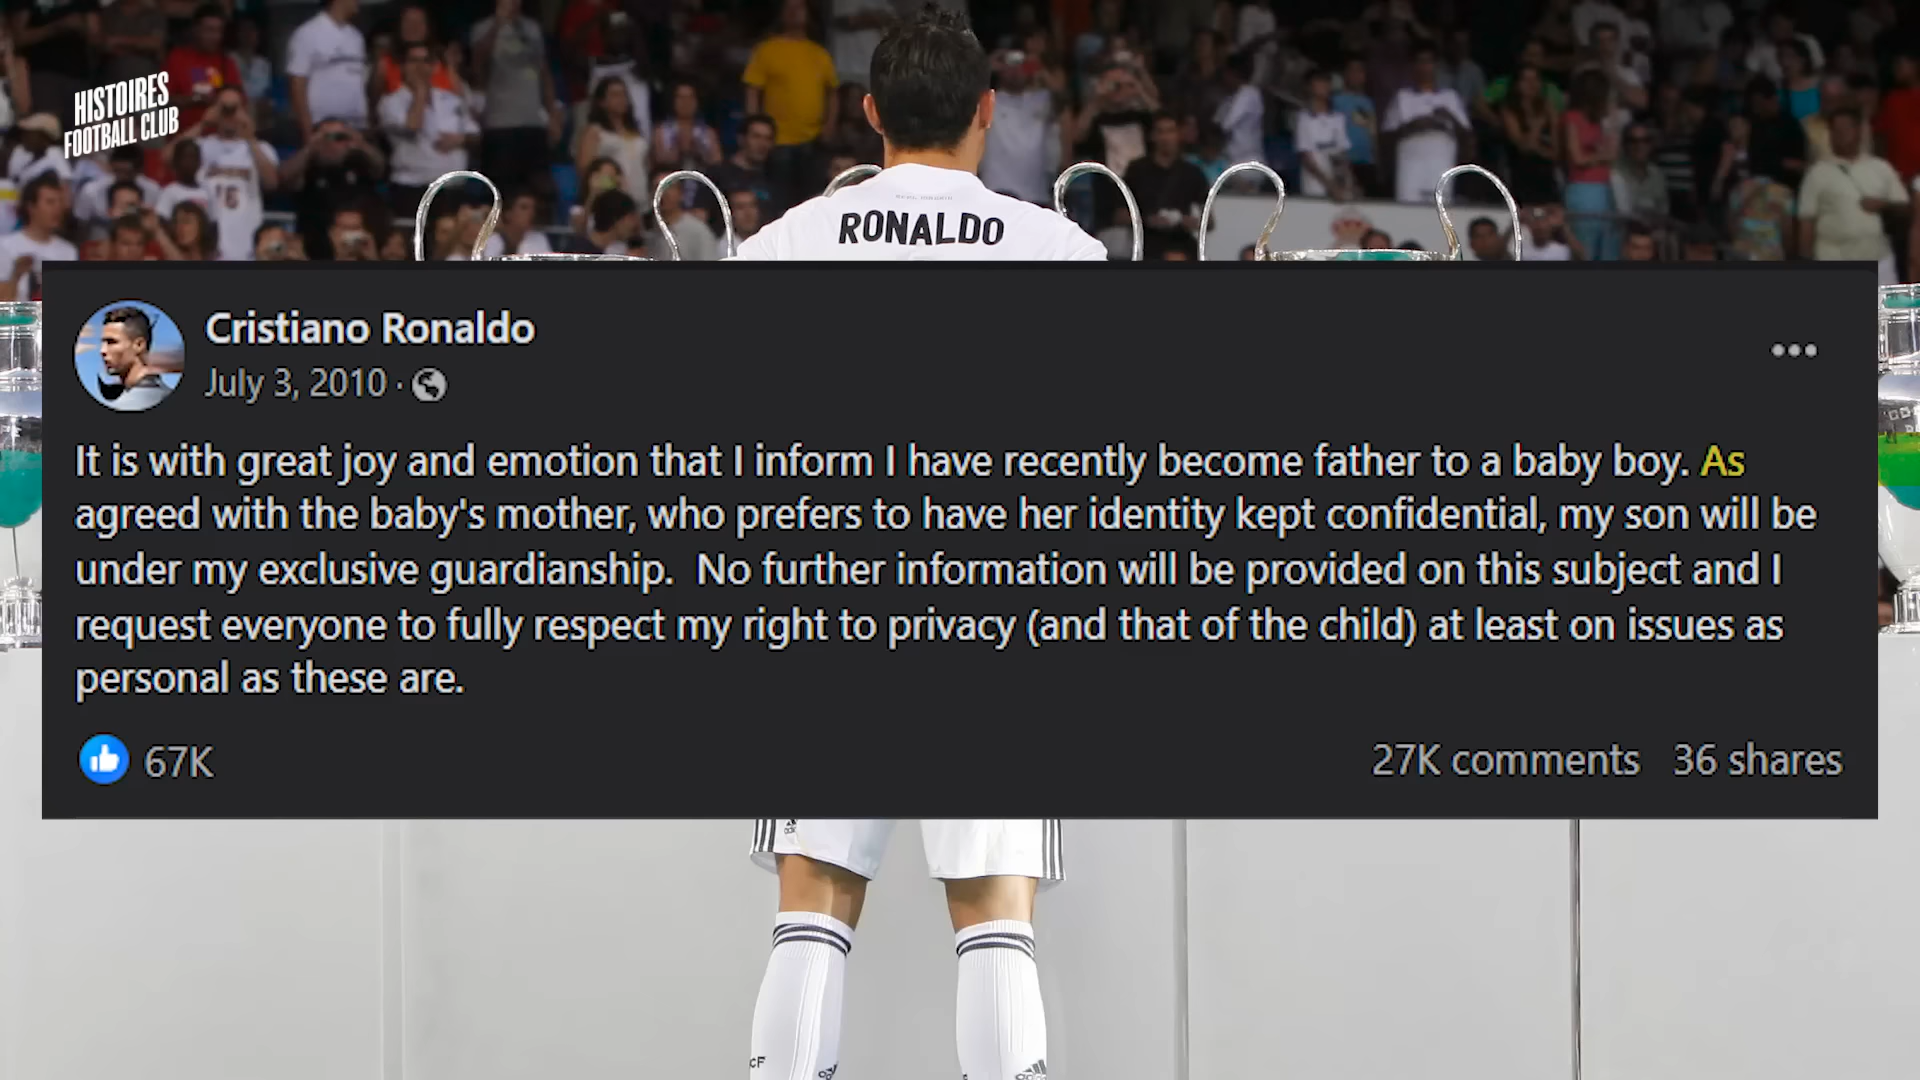 HISTOIRES
FOOTBALL CLUB
RONALDO
Cristiano Ronaldo
July 3, 2010 ·
It is with great joy and emotion that I inform I have recently become father to a baby boy. As
agreed with the baby's mother, who prefers to have her identity kept confidential, my son will be
under my exclusive guardianship.  No further information will be provided on this subject and I
request everyone to fully respect my right to privacy (and that of the child) at least on issues as
personal as these are.
67K
27K comments 36 shares
CF